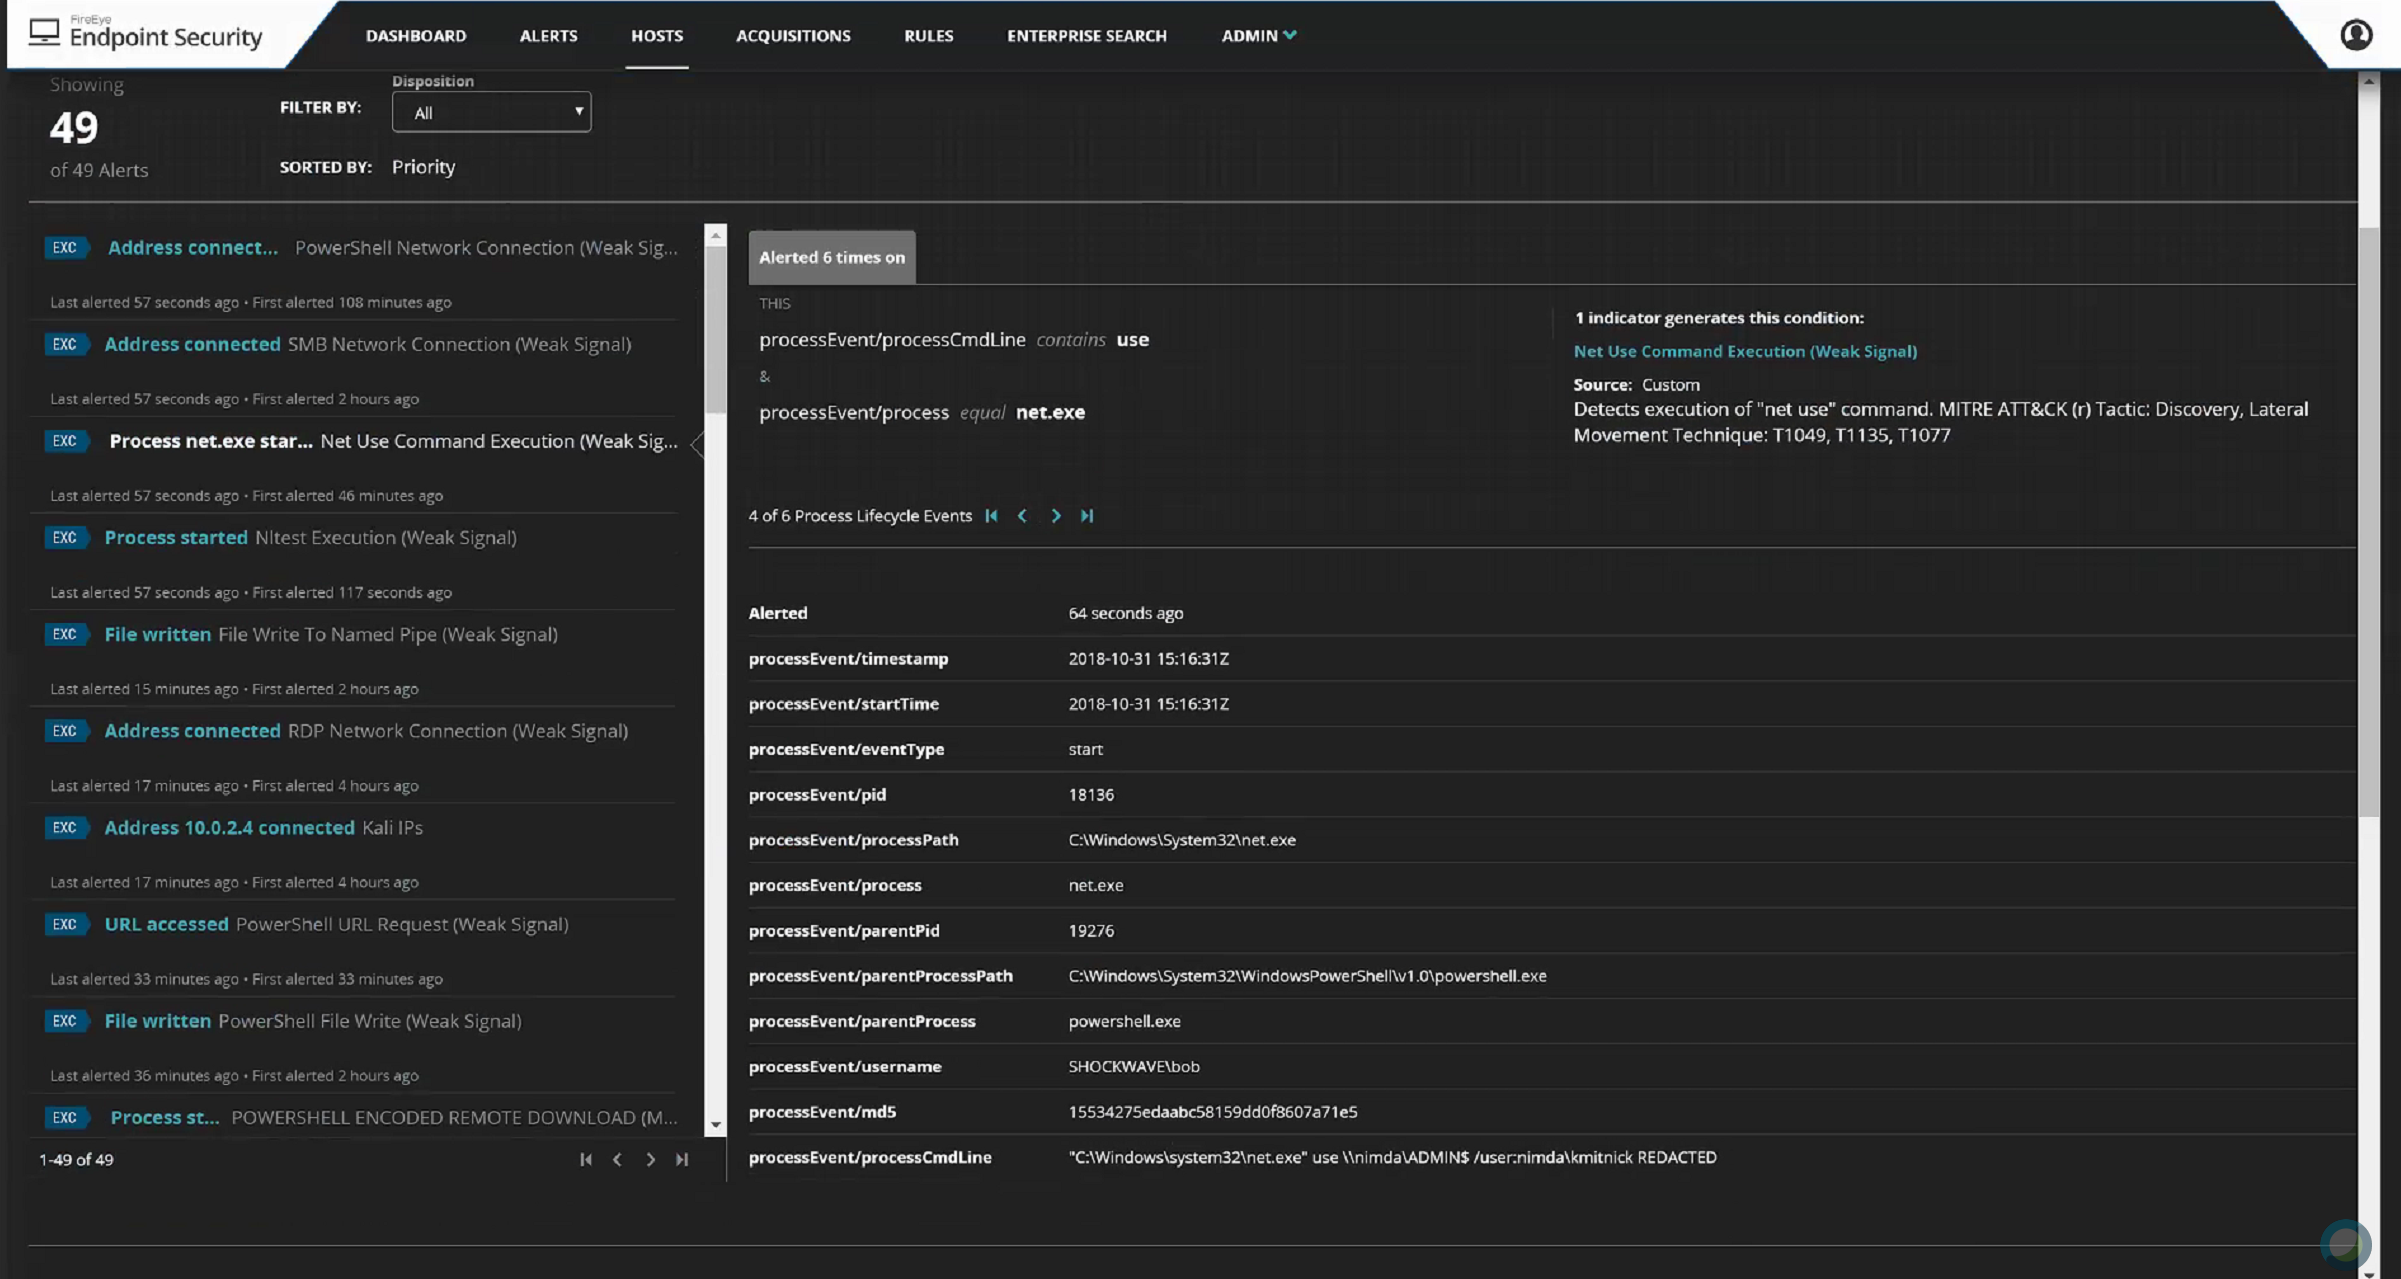 FireEye
Endpoint Security
DASHBOARD ALERTS HOSTS ACQUISITIONS RULES ENTERPRISE SEARCH ADMIN
Showing
49
of 49 Alerts
FILTER BY:
Disposition
All
SORTED BY: Priority
EXC Address connect... PowerShell Network Connection (Weak Sig...
Last alerted 57 seconds ago • First alerted 108 minutes ago
EXC Address connected SMB Network Connection (Weak Signal)
Last alerted 57 seconds ago • First alerted 2 hours ago
EXC Process net.exe star... Net Use Command Execution (Weak Sig...
Last alerted 57 seconds ago • First alerted 46 minutes ago
EXC Process started Nltest Execution (Weak Signal)
Last alerted 57 seconds ago • First alerted 117 seconds ago
EXC File written File Write To Named Pipe (Weak Signal)
Last alerted 15 minutes ago • First alerted 2 hours ago
EXC Address connected RDP Network Connection (Weak Signal)
Last alerted 17 minutes ago • First alerted 4 hours ago
EXC Address 10.0.2.4 connected Kali IPs
Last alerted 17 minutes ago • First alerted 4 hours ago
EXC URL accessed PowerShell URL Request (Weak Signal)
Last alerted 33 minutes ago • First alerted 33 minutes ago
EXC File written PowerShell File Write (Weak Signal)
Last alerted 36 minutes ago • First alerted 2 hours ago
EXC Process st... POWERSHELL ENCODED REMOTE DOWNLOAD (M...
1-49 of 49
Alerted 6 times on
THIS
processEvent/processCmdLine contains use
&
processEvent/process equal net.exe
1 indicator generates this condition:
Net Use Command Execution (Weak Signal)
Source: Custom
Detects execution of "net use" command. MITRE ATT&CK (r) Tactic: Discovery, Lateral
Movement Technique: T1049, T1135, T1077
4 of 6 Process Lifecycle Events
Alerted 64 seconds ago
processEvent/timestamp 2018-10-31 15:16:31Z
processEvent/startTime 2018-10-31 15:16:31Z
processEvent/eventType start
processEvent/pid 18136
processEvent/processPath C:\Windows\System32\net.exe
processEvent/process net.exe
processEvent/parentPid 19276
processEvent/parentProcessPath C:\Windows\System32\WindowsPowerShell\v1.0\powershell.exe
processEvent/parentProcess powershell.exe
processEvent/username SHOCKWAVE\bob
processEvent/md5 15534275edaabc58159dd0f8607a71e5
processEvent/processCmdLine "C:\Windows\system32\net.exe" use \\nimda\ADMIN$ /user:nimda\kmitnick REDACTED